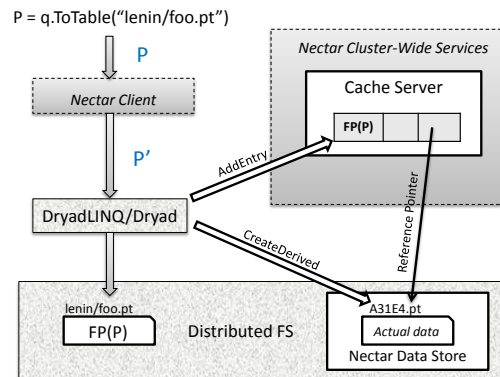 P = q.ToTable(“lenin/foo.pt”)
P
Nectar Client
P’
DryadLINQ/Dryad
Nectar Cluster-Wide Services
Cache Server
FP(P)
AddEntry
CreateDerived
Reference Pointer
lenin/foo.pt
FP(P)
Distributed FS
A31E4.pt
Actual data
Nectar Data Store